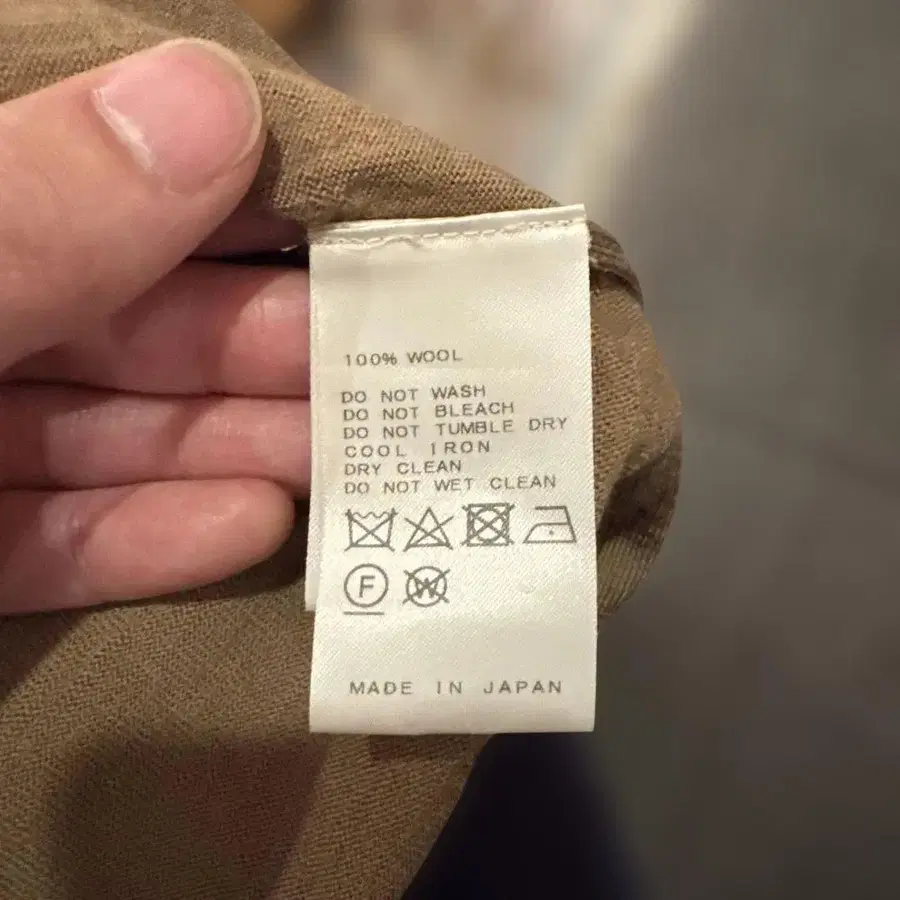 100% WOOL
DO NOT WASH
DO NOT BLEACH
DO NOT TUMBLE DRY
COOL IRON
DRY CLEAN
DO NOT WET CLEAN
F W
MADE IN JAPAN